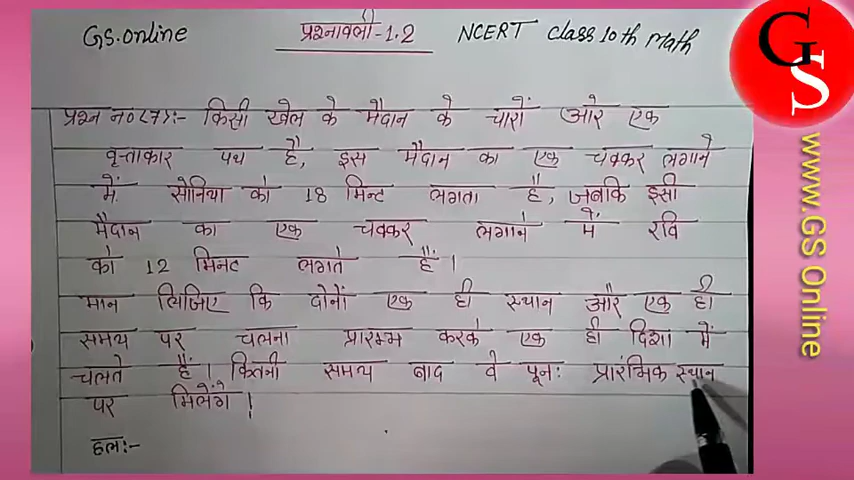 GS.online
प्रश्नावली-1.2
NCERT class 10th math
GS
www.GS Online
प्रश्न न०<7>:- किसी खेल के मैदान के चारों ओर एक
वृत्ताकार पथ है, इस मैदान का एक चक्कर लगाने
में सोनिया को 18 मिन्ट लगता है, जबकि इसी
मैदान का एक चक्कर लगाने में रवि
को 12 मिनट लगते हैं।
मान लिजिए कि दोनों एक ही स्थान और एक ही
समय पर चलना प्रारम्भ करके एक ही दिशा में
चलते हैं। कितनी समय बाद वे पून: प्रारंम्भिक स्थान
पर मिलेंगे।
हल:-